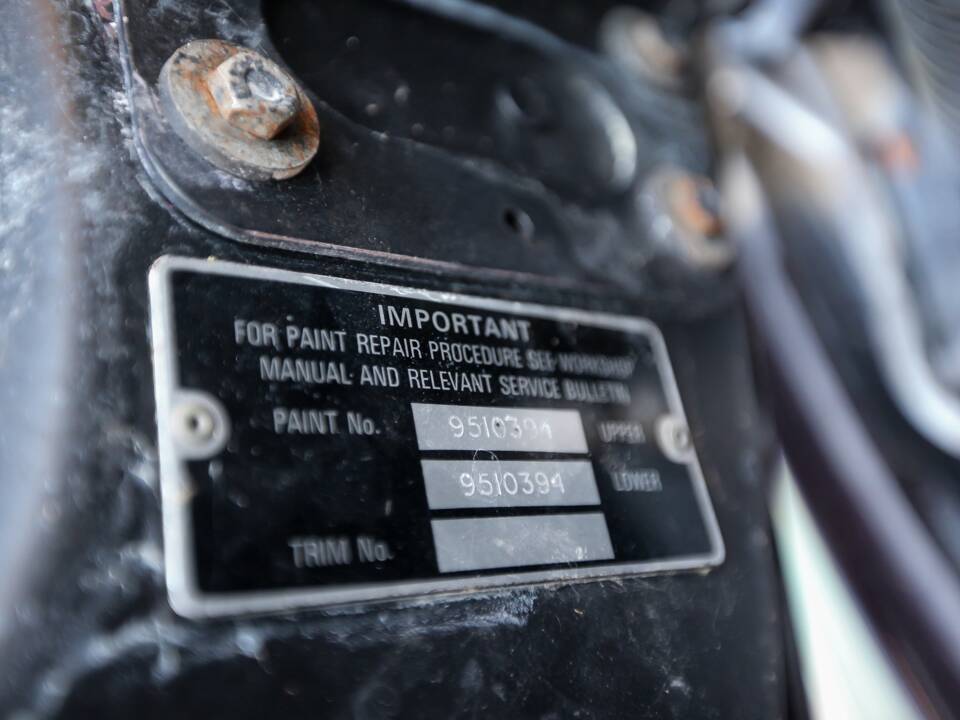 IMPORTANT
FOR PAINT REPAIR PROCEDURE SEE WORKSHOP
MANUAL AND RELEVANT SERVICE BULLETIN
PAINT No. 9510394 UPPER
9510394 LOWER
TRIM No.